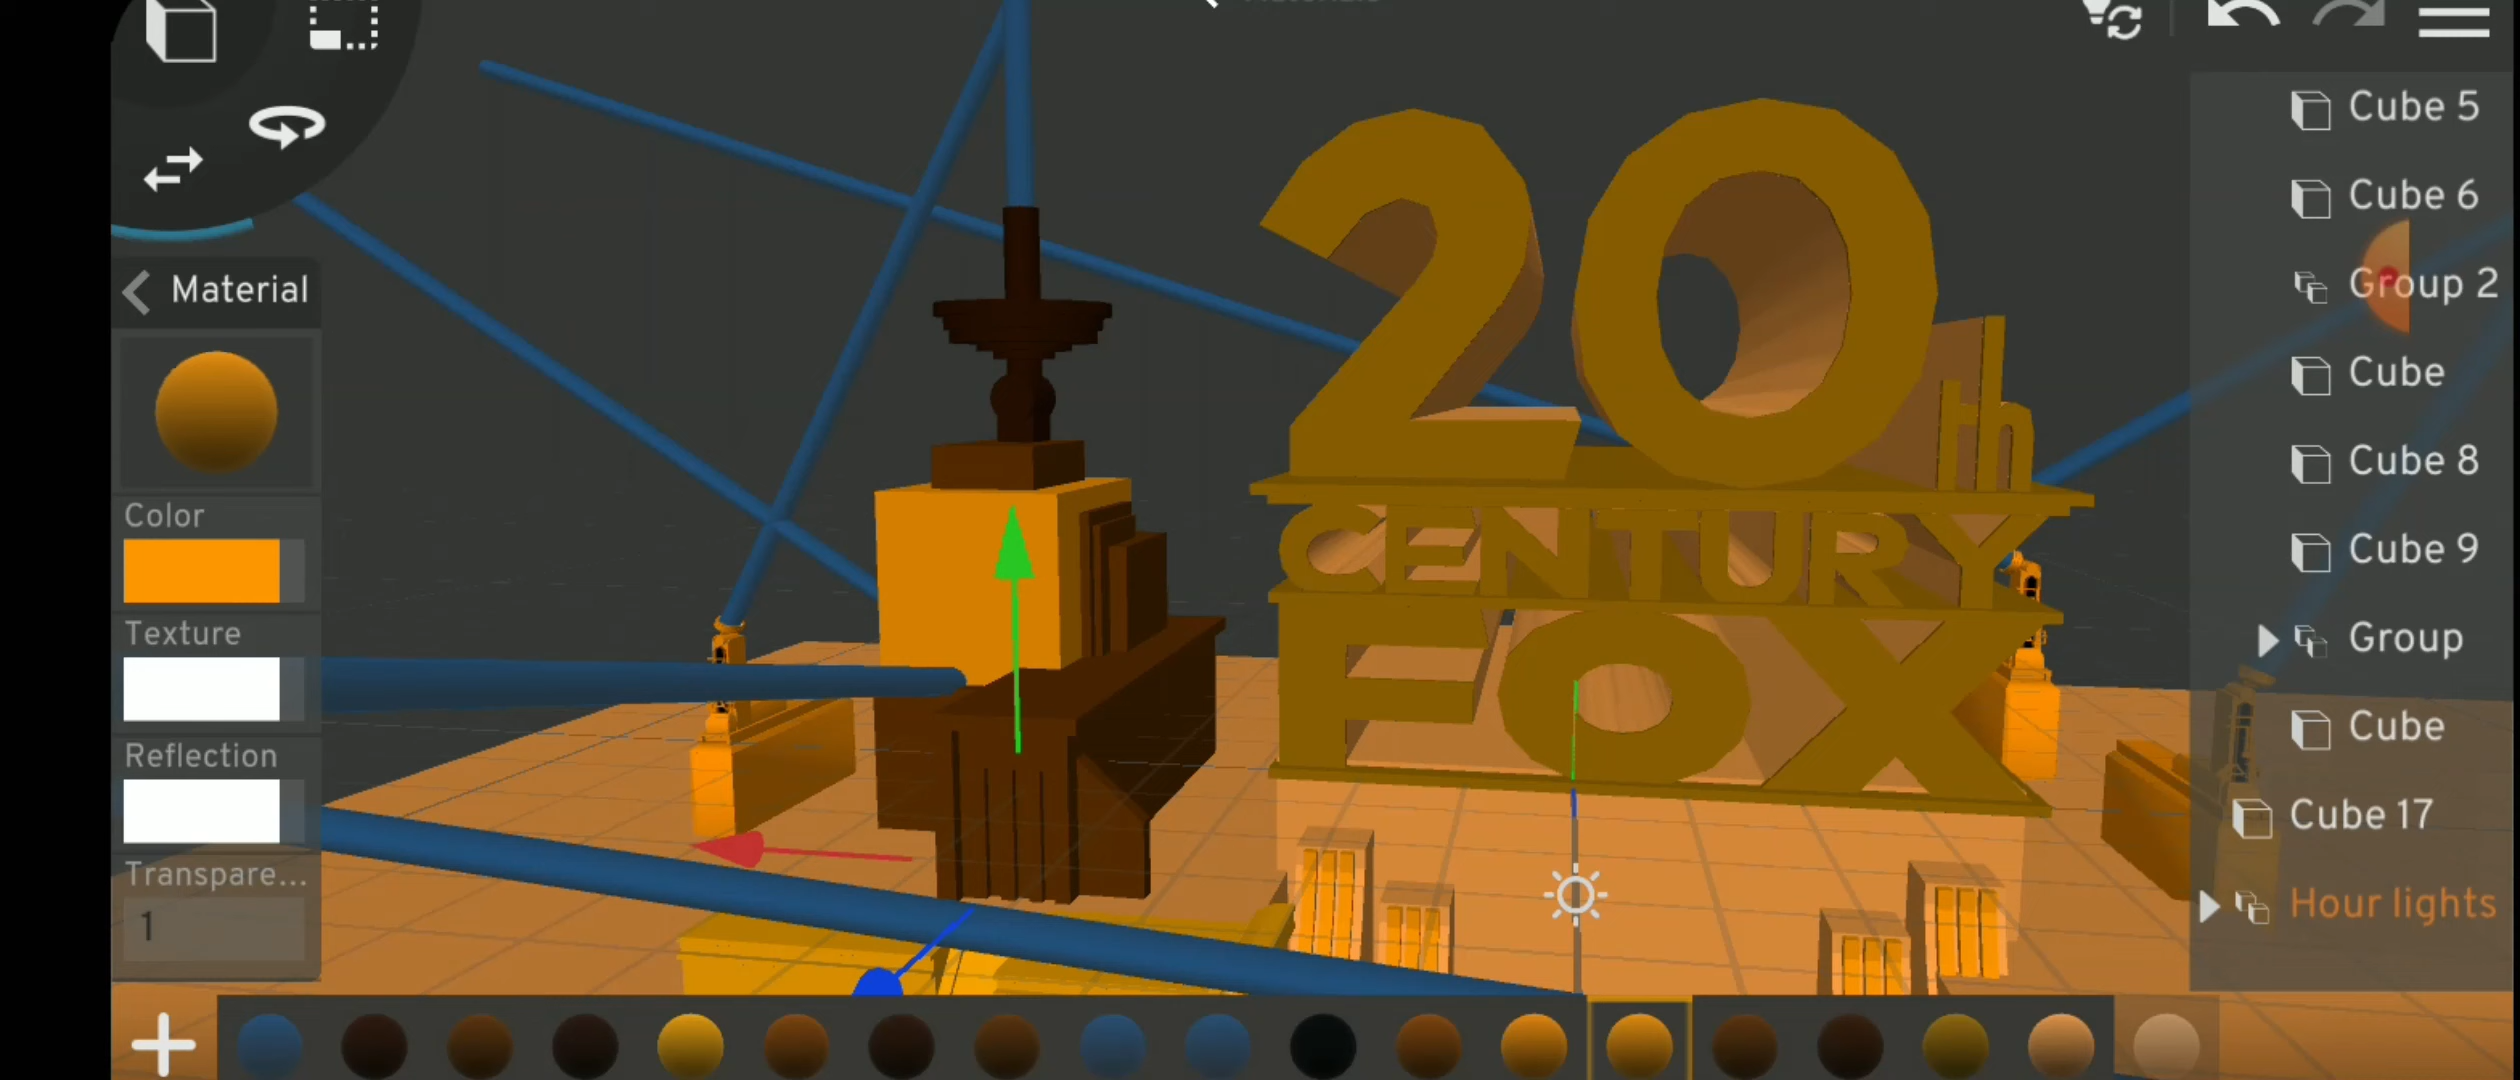 Material
Color
Texture
Reflection
Transpare...
1
20th
CENTURY
FOX
Cube 5
Cube 6
Group 2
Cube
Cube 8
Cube 9
Group
Cube
Cube 17
Hour lights